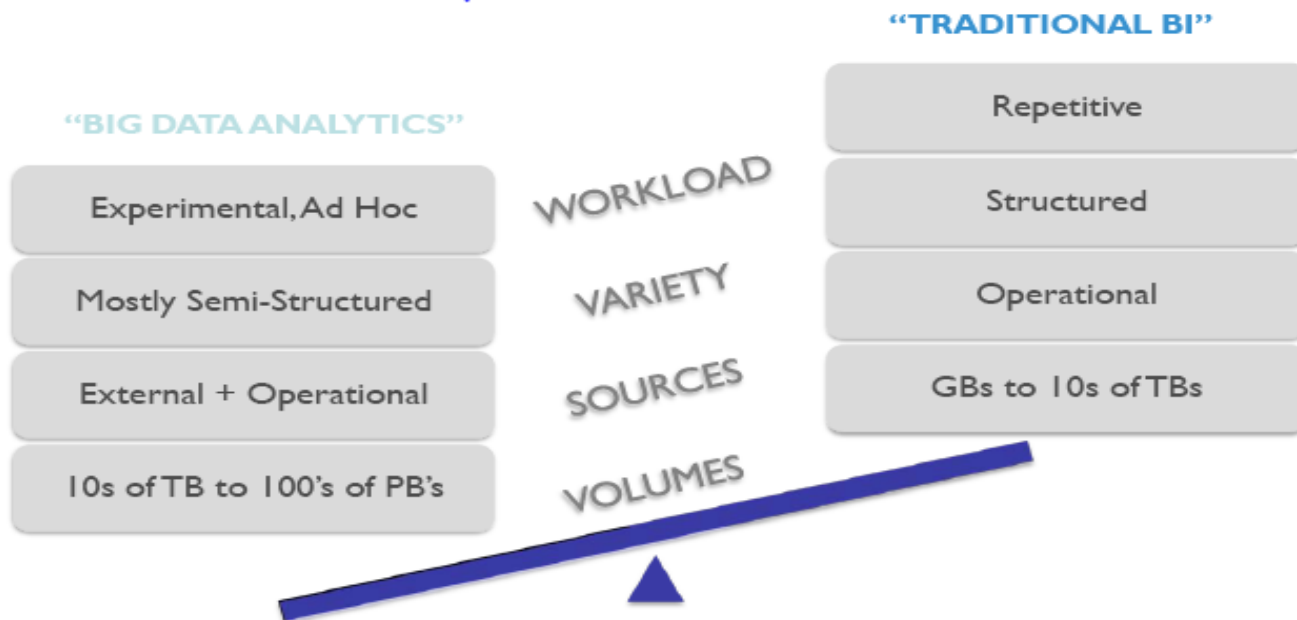 “TRADITIONAL BI”
“BIG DATA ANALYTICS”
Repetitive
Experimental, Ad Hoc
WORKLOAD
Structured
Mostly Semi-Structured
VARIETY
Operational
External + Operational
SOURCES
GBs to 10s of TBs
10s of TB to 100’s of PB’s
VOLUMES